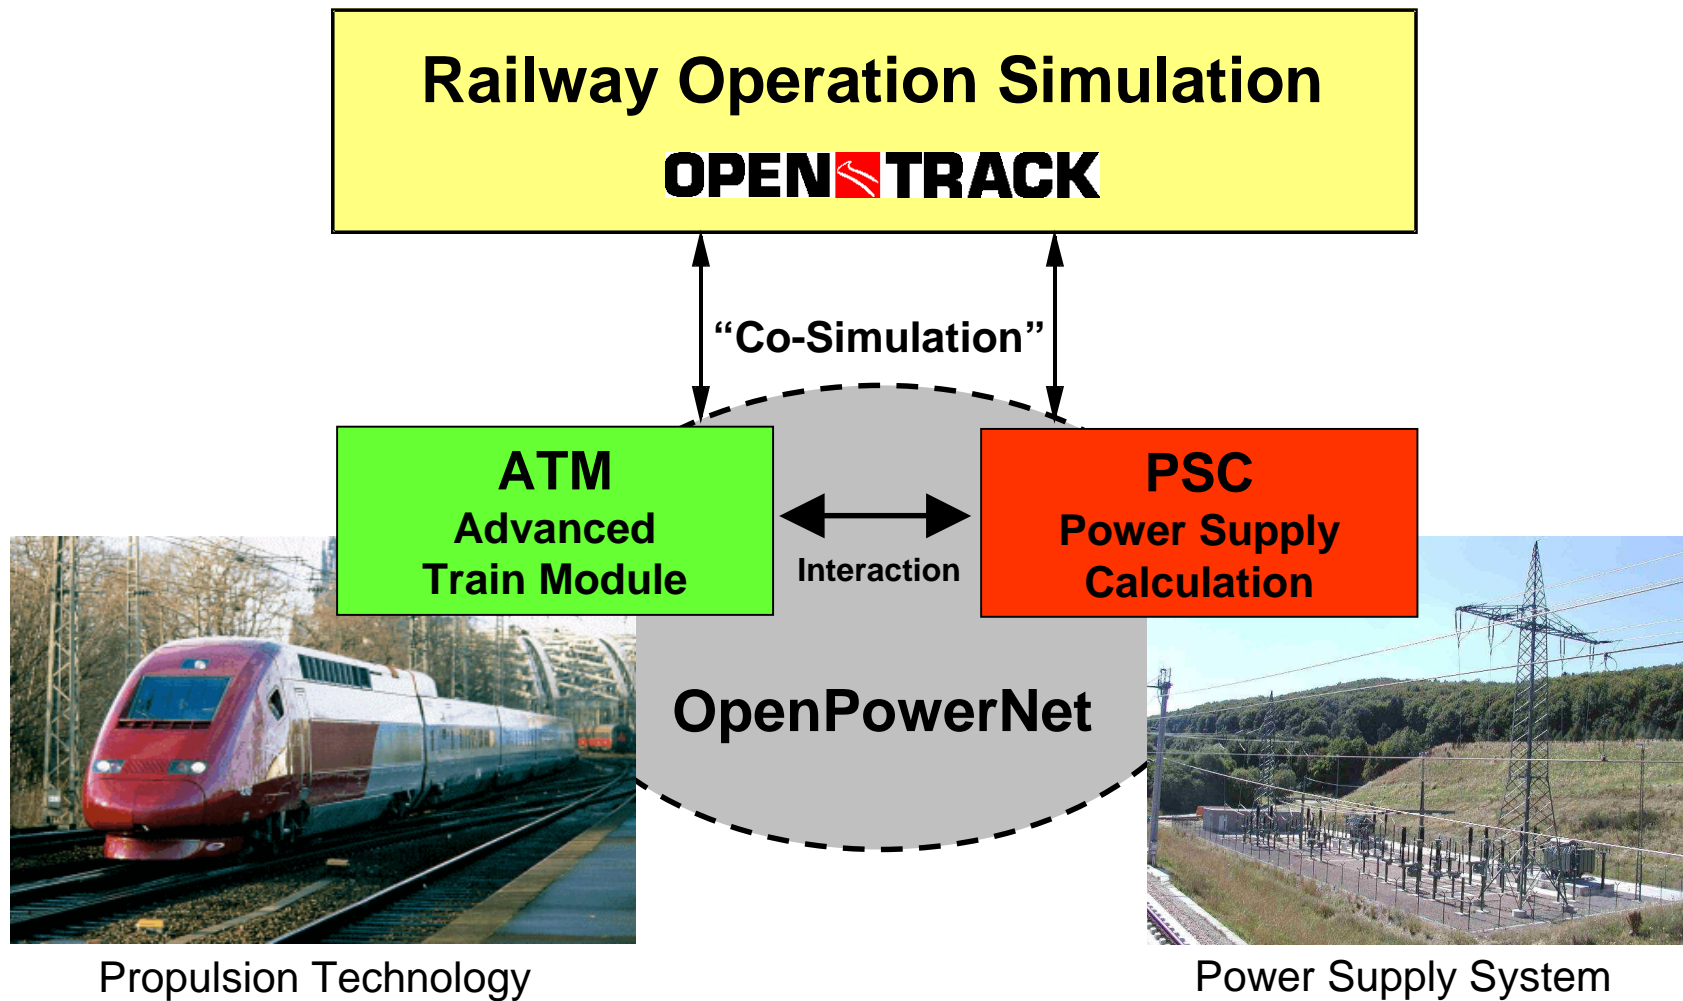 Railway Operation Simulation
OPEN TRACK
“Co-Simulation”
ATM
Advanced
Train Module
Interaction
PSC
Power Supply
Calculation
OpenPowerNet
Propulsion Technology
Power Supply System